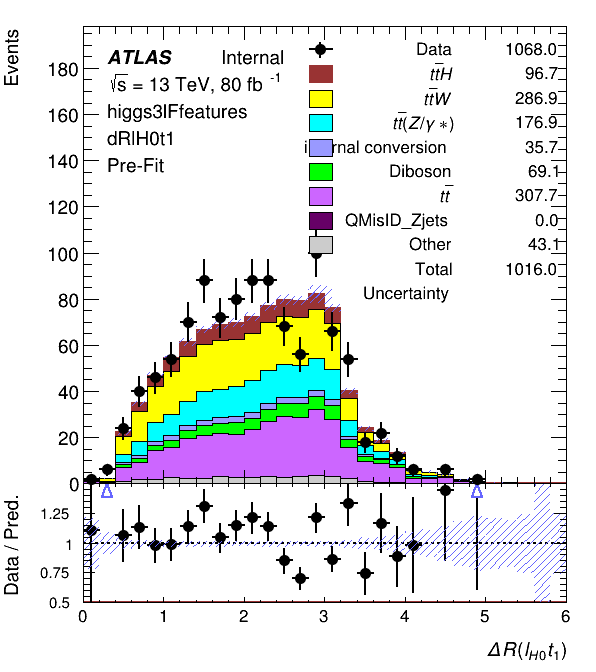 Events
ATLAS Internal
√s = 13 TeV, 80 fb -1
higgs3lFfeatures
dRlH0t1
Pre-Fit
Data 1068.0
tt̄H 96.7
tt̄W 286.9
tt̄(Z/γ *) 176.9
nal conversion 35.7
Diboson 69.1
tt̄ 307.7
QMisID_Zjets 0.0
Other 43.1
Total 1016.0
Uncertainty
180
160
140
120
100
80
60
40
20
0
Data / Pred.
1.25
1
0.75
0.5
0 1 2 3 4 5 6
ΔR(l_H0 t_1)